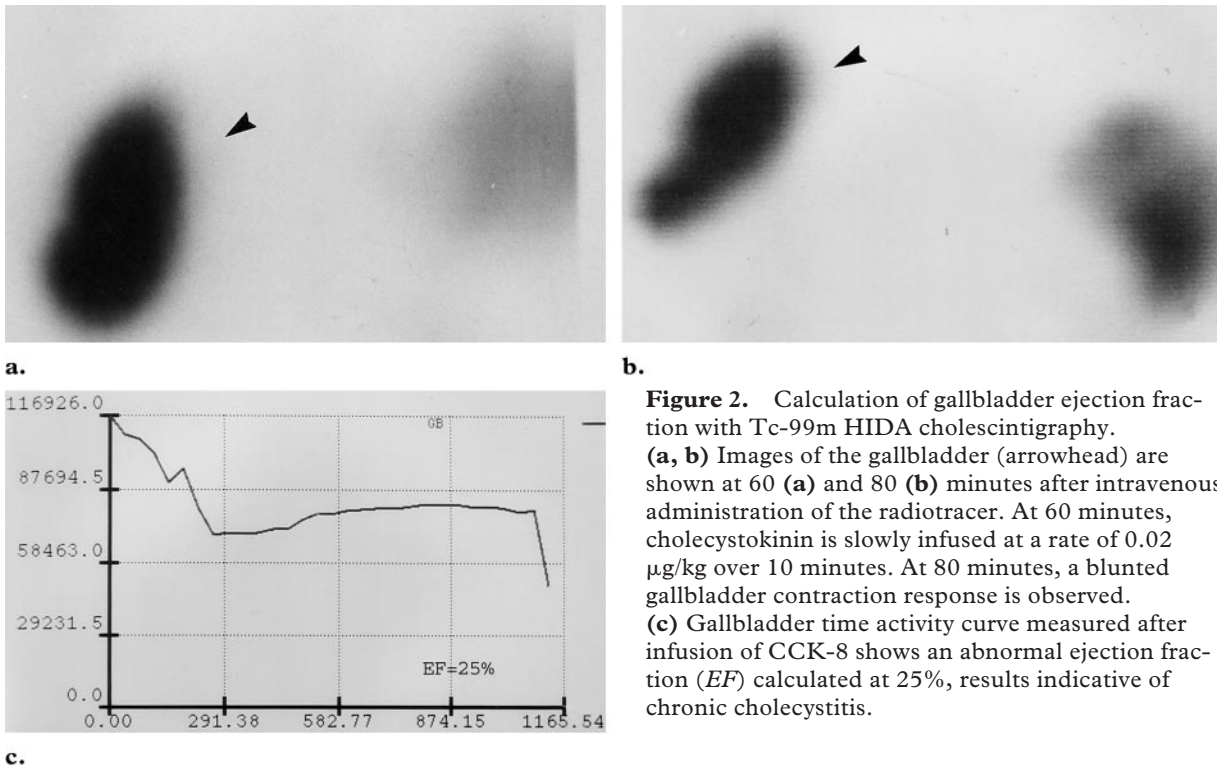 a.
b.
116926.0
GB
87694.5
58463.0
29231.5
EF=25%
0.0
0.00 291.38 582.77 874.15 1165.54
c.
Figure 2. Calculation of gallbladder ejection frac-
tion with Tc-99m HIDA cholescintigraphy.
(a, b) Images of the gallbladder (arrowhead) are
shown at 60 (a) and 80 (b) minutes after intravenous
administration of the radiotracer. At 60 minutes,
cholecystokinin is slowly infused at a rate of 0.02
μg/kg over 10 minutes. At 80 minutes, a blunted
gallbladder contraction response is observed.
(c) Gallbladder time activity curve measured after
infusion of CCK-8 shows an abnormal ejection frac-
tion (EF) calculated at 25%, results indicative of
chronic cholecystitis.